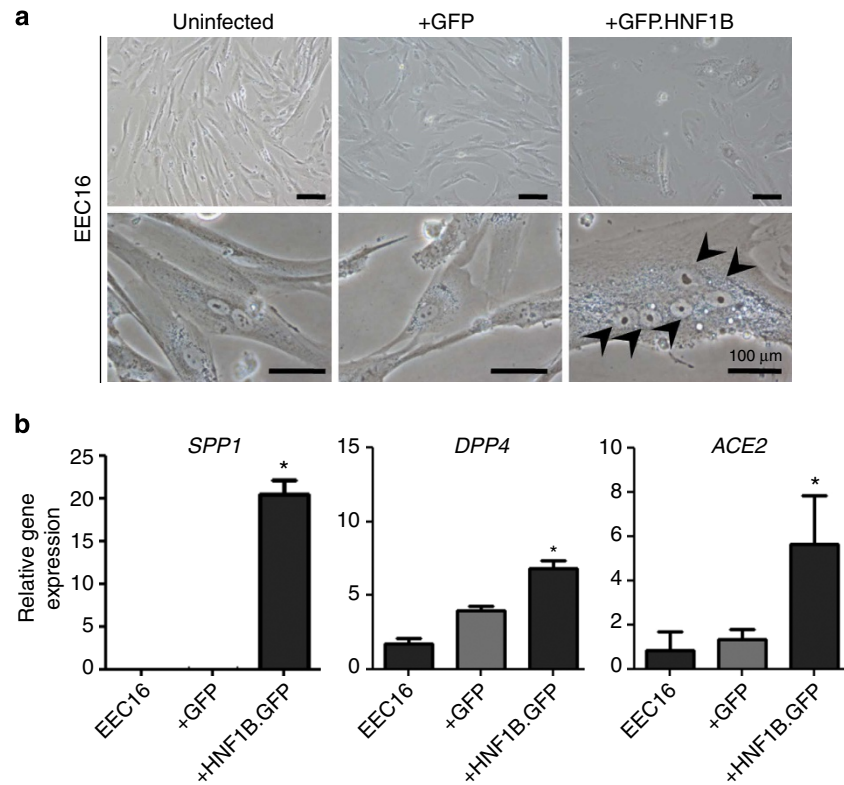 a
Uninfected
+GFP
+GFP.HNF1B
EEC16
100 μm
b
SPP1
DPP4
ACE2
Relative gene
expression
25
20
15
10
5
0
*
EEC16
+GFP
+HNF1B.GFP
15
10
5
0
*
EEC16
+GFP
+HNF1B.GFP
10
8
6
4
2
0
*
EEC16
+GFP
+HNF1B.GFP